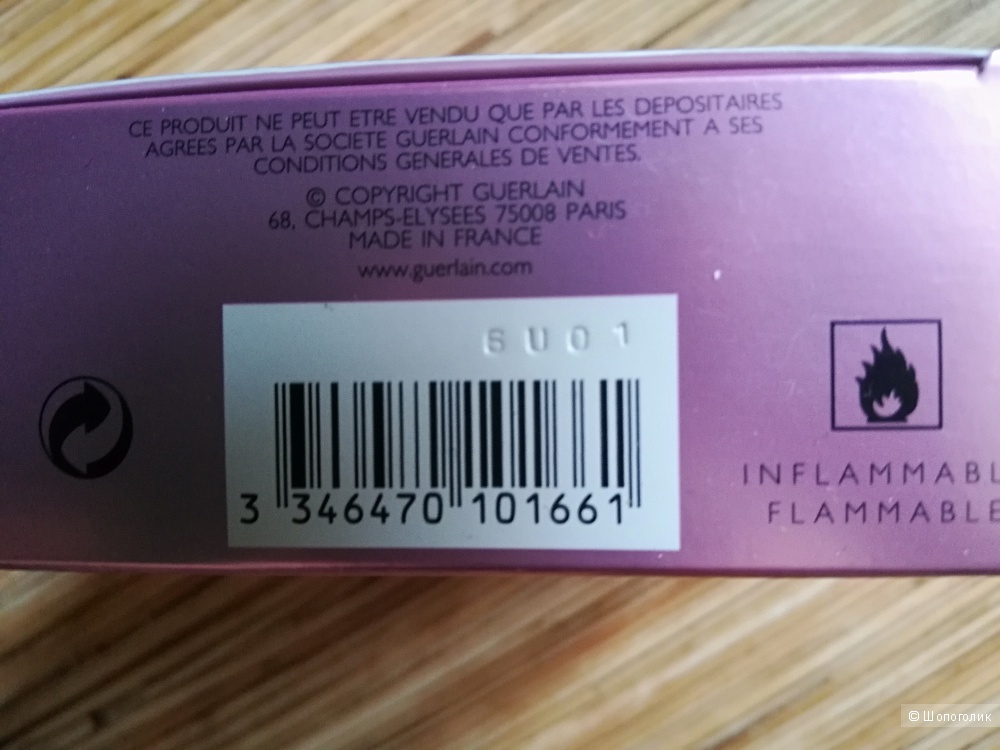 CE PRODUIT NE PEUT ETRE VENDU QUE PAR LES DEPOSITAIRES
AGREES PAR LA SOCIETE GUERLAIN CONFORMEMENT A SES
CONDITIONS GENERALES DE VENTES.
© COPYRIGHT GUERLAIN
68, CHAMPS-ELYSEES 75008 PARIS
MADE IN FRANCE
www.guerlain.com
6U01
3 346470 101661
INFLAMMABL
FLAMMABLE
© Шопоголик